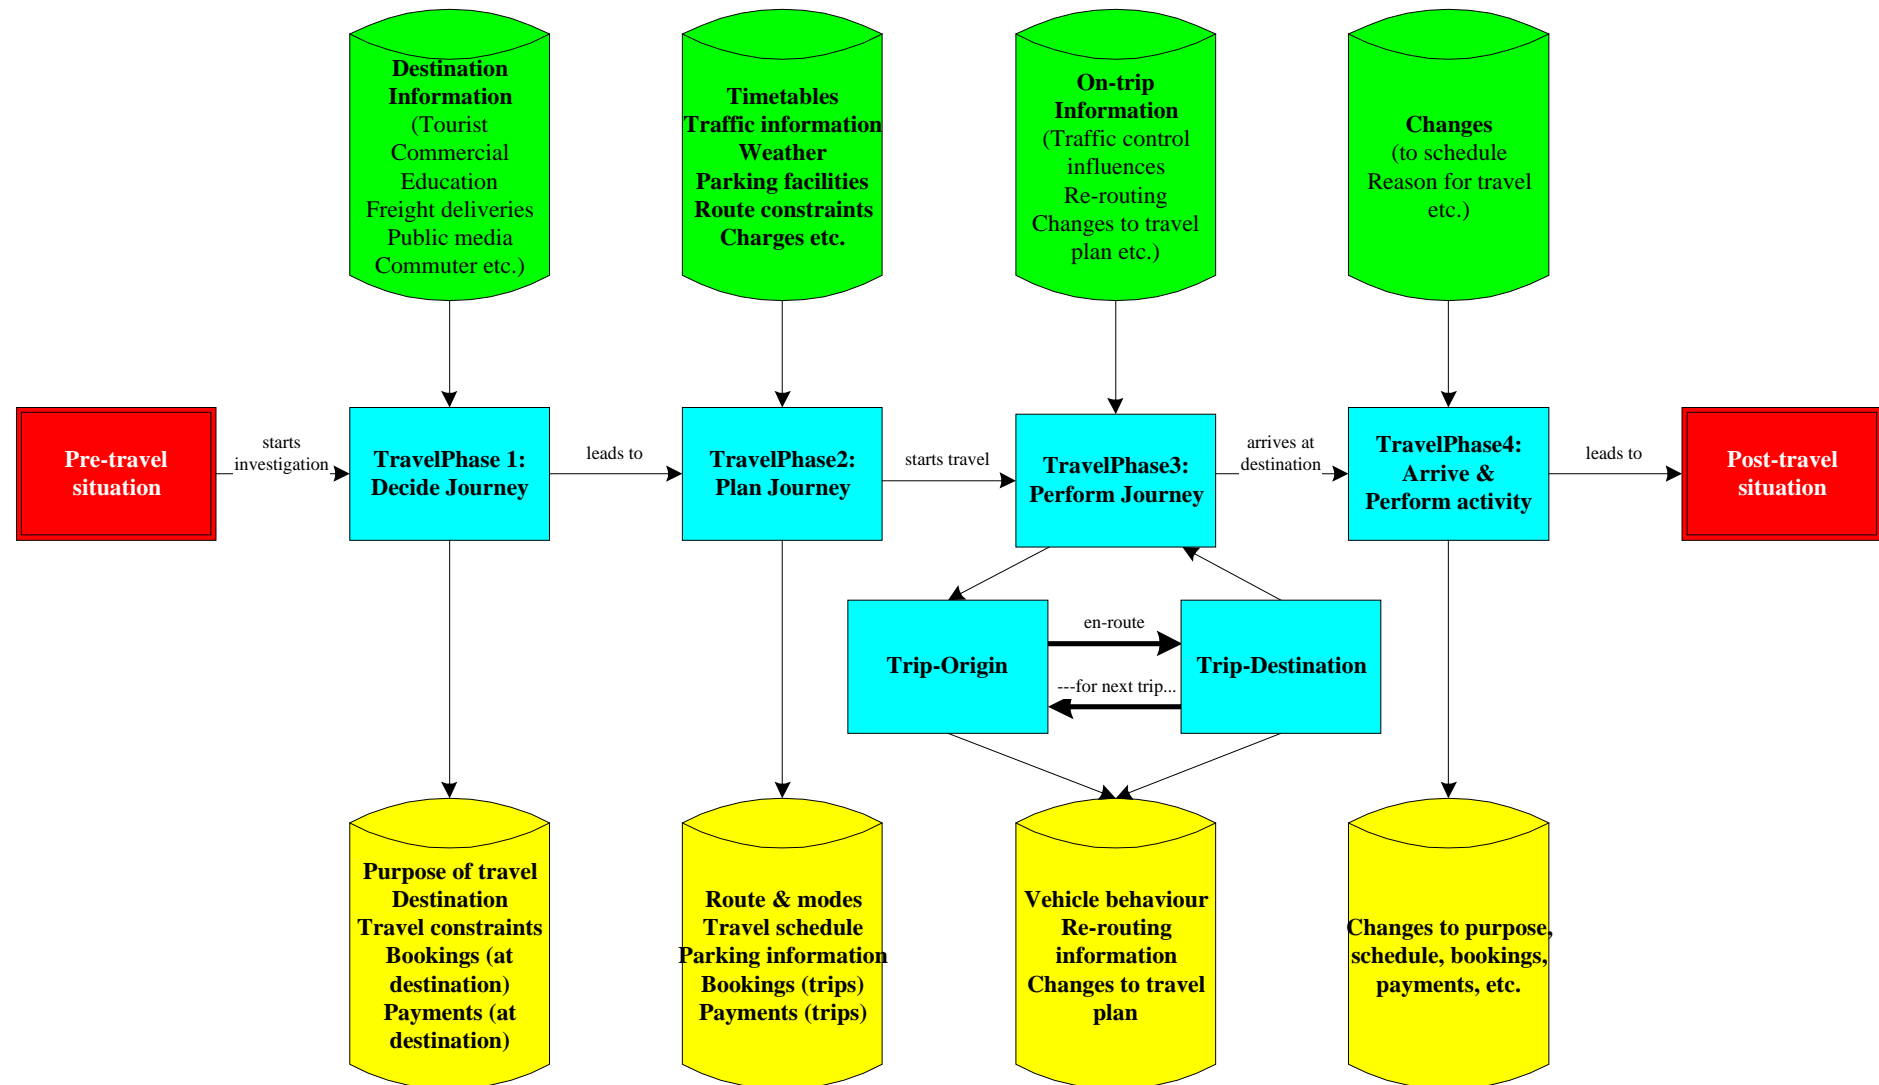 Destination
Information
(Tourist
Commercial
Education
Freight deliveries
Public media
Commuter etc.)
Timetables
Traffic information
Weather
Parking facilities
Route constraints
Charges etc.
On-trip
Information
(Traffic control
influences
Re-routing
Changes to travel
plan etc.)
Changes
(to schedule
Reason for travel
etc.)
Pre-travel
situation
starts
investigation
TravelPhase 1:
Decide Journey
leads to
TravelPhase2:
Plan Journey
starts travel
TravelPhase3:
Perform Journey
arrives at
destination
TravelPhase4:
Arrive &
Perform activity
leads to
Post-travel
situation
Trip-Origin
en-route
---for next trip...
Trip-Destination
Purpose of travel
Destination
Travel constraints
Bookings (at
destination)
Payments (at
destination)
Route & modes
Travel schedule
Parking information
Bookings (trips)
Payments (trips)
Vehicle behaviour
Re-routing
information
Changes to travel
plan
Changes to purpose,
schedule, bookings,
payments, etc.